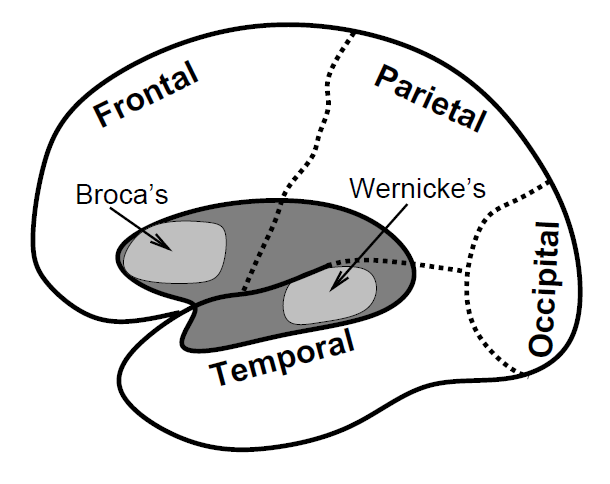 Frontal
Parietal
Broca's
Wernicke's
Occipital
Temporal